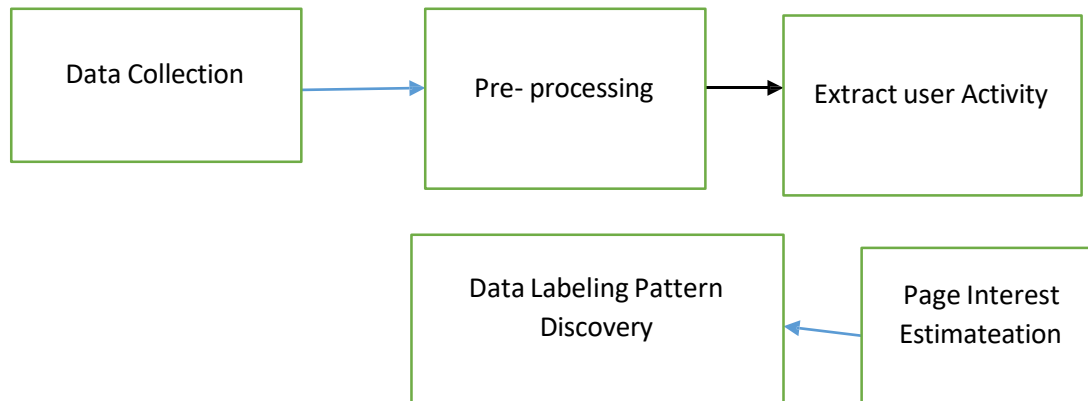 Data Collection
Pre- processing
Extract user Activity
Data Labeling Pattern
Discovery
Page Interest
Estimateation